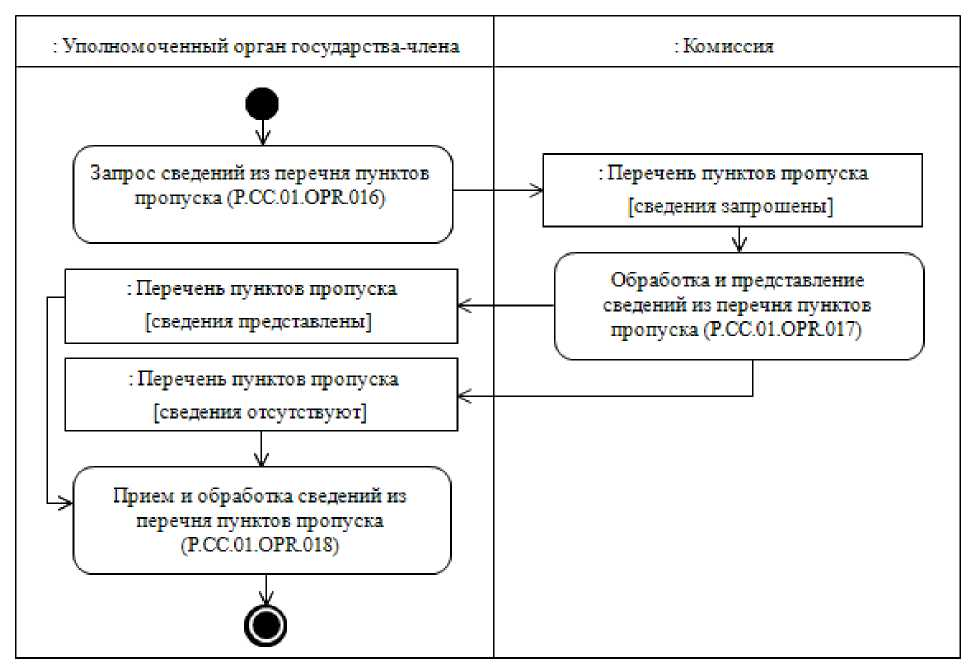 : Уполномоченный орган государства-члена
: Комиссия
Запрос сведений из перечня пунктов
пропуска (P.CC.01.OPR.016)
: Перечень пунктов пропуска
[сведения запрошены]
Обработка и представление
сведений из перечня пунктов
пропуска (P.CC.01.OPR.017)
: Перечень пунктов пропуска
[сведения представлены]
: Перечень пунктов пропуска
[сведения отсутствуют]
Прием и обработка сведений из
перечня пунктов пропуска
(P.CC.01.OPR.018)